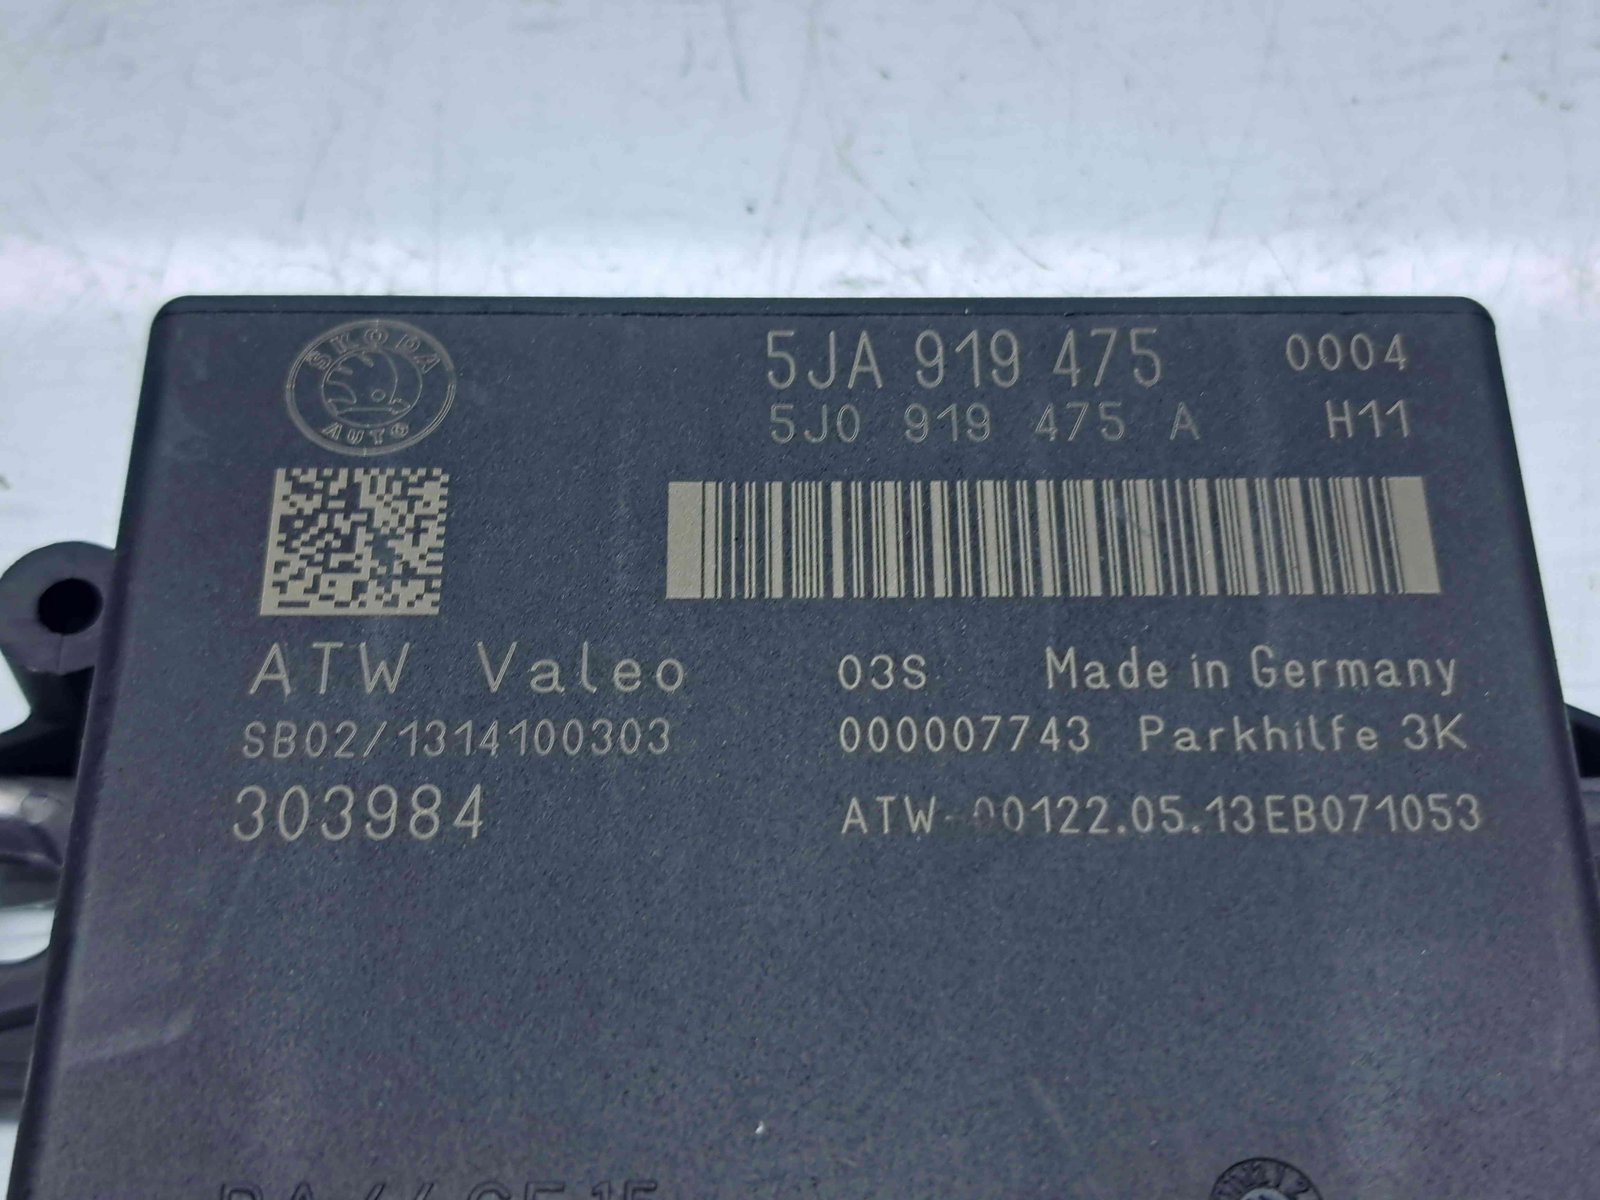 ŠKODA
AUTO
5JA 919 475 0004
5J0 919 475 A H11
ATW Valeo 03S Made in Germany
SB02/1314100303 000007743 Parkhilfe 3K
303984 ATW-00122.05.13EB071053